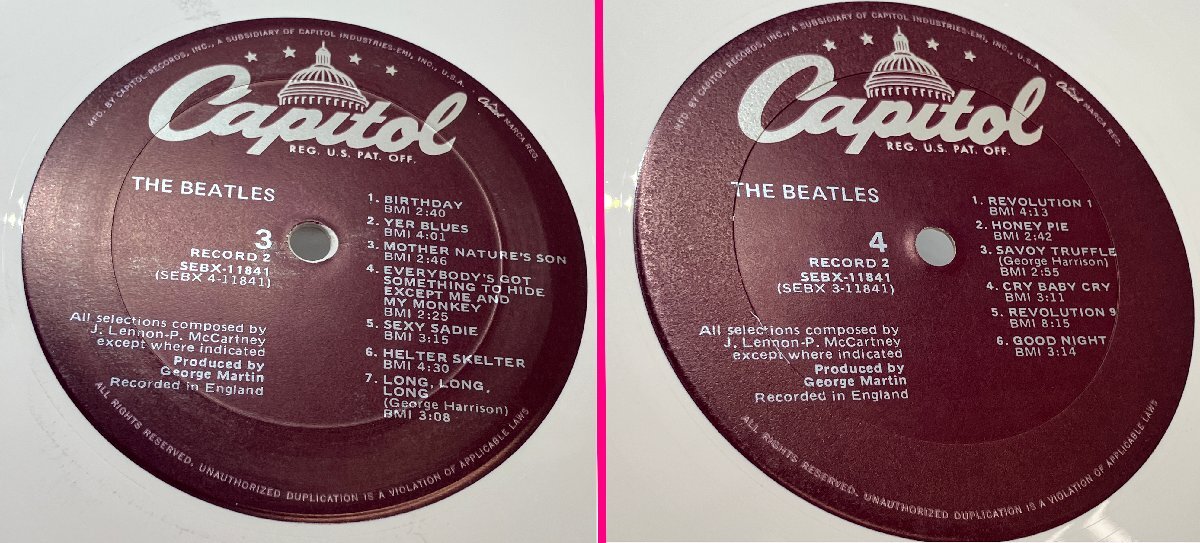 MFD. BY CAPITOL RECORDS, INC., A SUBSIDIARY OF CAPITOL INDUSTRIES-EMI, INC., U.S.A. · Capitol MARCA REG.
Capitol
REG. U.S. PAT. OFF.
THE BEATLES
3
RECORD 2
SEBX-11841
(SEBX 4-11841)
All selections composed by
J. Lennon-P. McCartney
except where indicated
Produced by
George Martin
Recorded in England
1. BIRTHDAY
BMI 2:40
2. YER BLUES
BMI 4:01
3. MOTHER NATURE'S SON
BMI 2:46
4. EVERYBODY'S GOT
SOMETHING TO HIDE
EXCEPT ME AND
MY MONKEY
BMI 2:25
5. SEXY SADIE
BMI 3:15
6. HELTER SKELTER
BMI 4:30
7. LONG, LONG,
LONG
(George Harrison)
BMI 3:08
ALL RIGHTS RESERVED. UNAUTHORIZED DUPLICATION IS A VIOLATION OF APPLICABLE LAWS
MFD. BY CAPITOL RECORDS, INC., A SUBSIDIARY OF CAPITOL INDUSTRIES-EMI, INC., U.S.A. · Capitol MARCA REG.
Capitol
REG. U.S. PAT. OFF.
THE BEATLES
4
RECORD 2
SEBX-11841
(SEBX 3-11841)
All selections composed by
J. Lennon-P. McCartney
except where indicated
Produced by
George Martin
Recorded in England
1. REVOLUTION 1
BMI 4:13
2. HONEY PIE
BMI 2:42
3. SAVOY TRUFFLE
(George Harrison)
BMI 2:55
4. CRY BABY CRY
BMI 3:11
5. REVOLUTION 9
BMI 8:15
6. GOOD NIGHT
BMI 3:14
ALL RIGHTS RESERVED. UNAUTHORIZED DUPLICATION IS A VIOLATION OF APPLICABLE LAWS